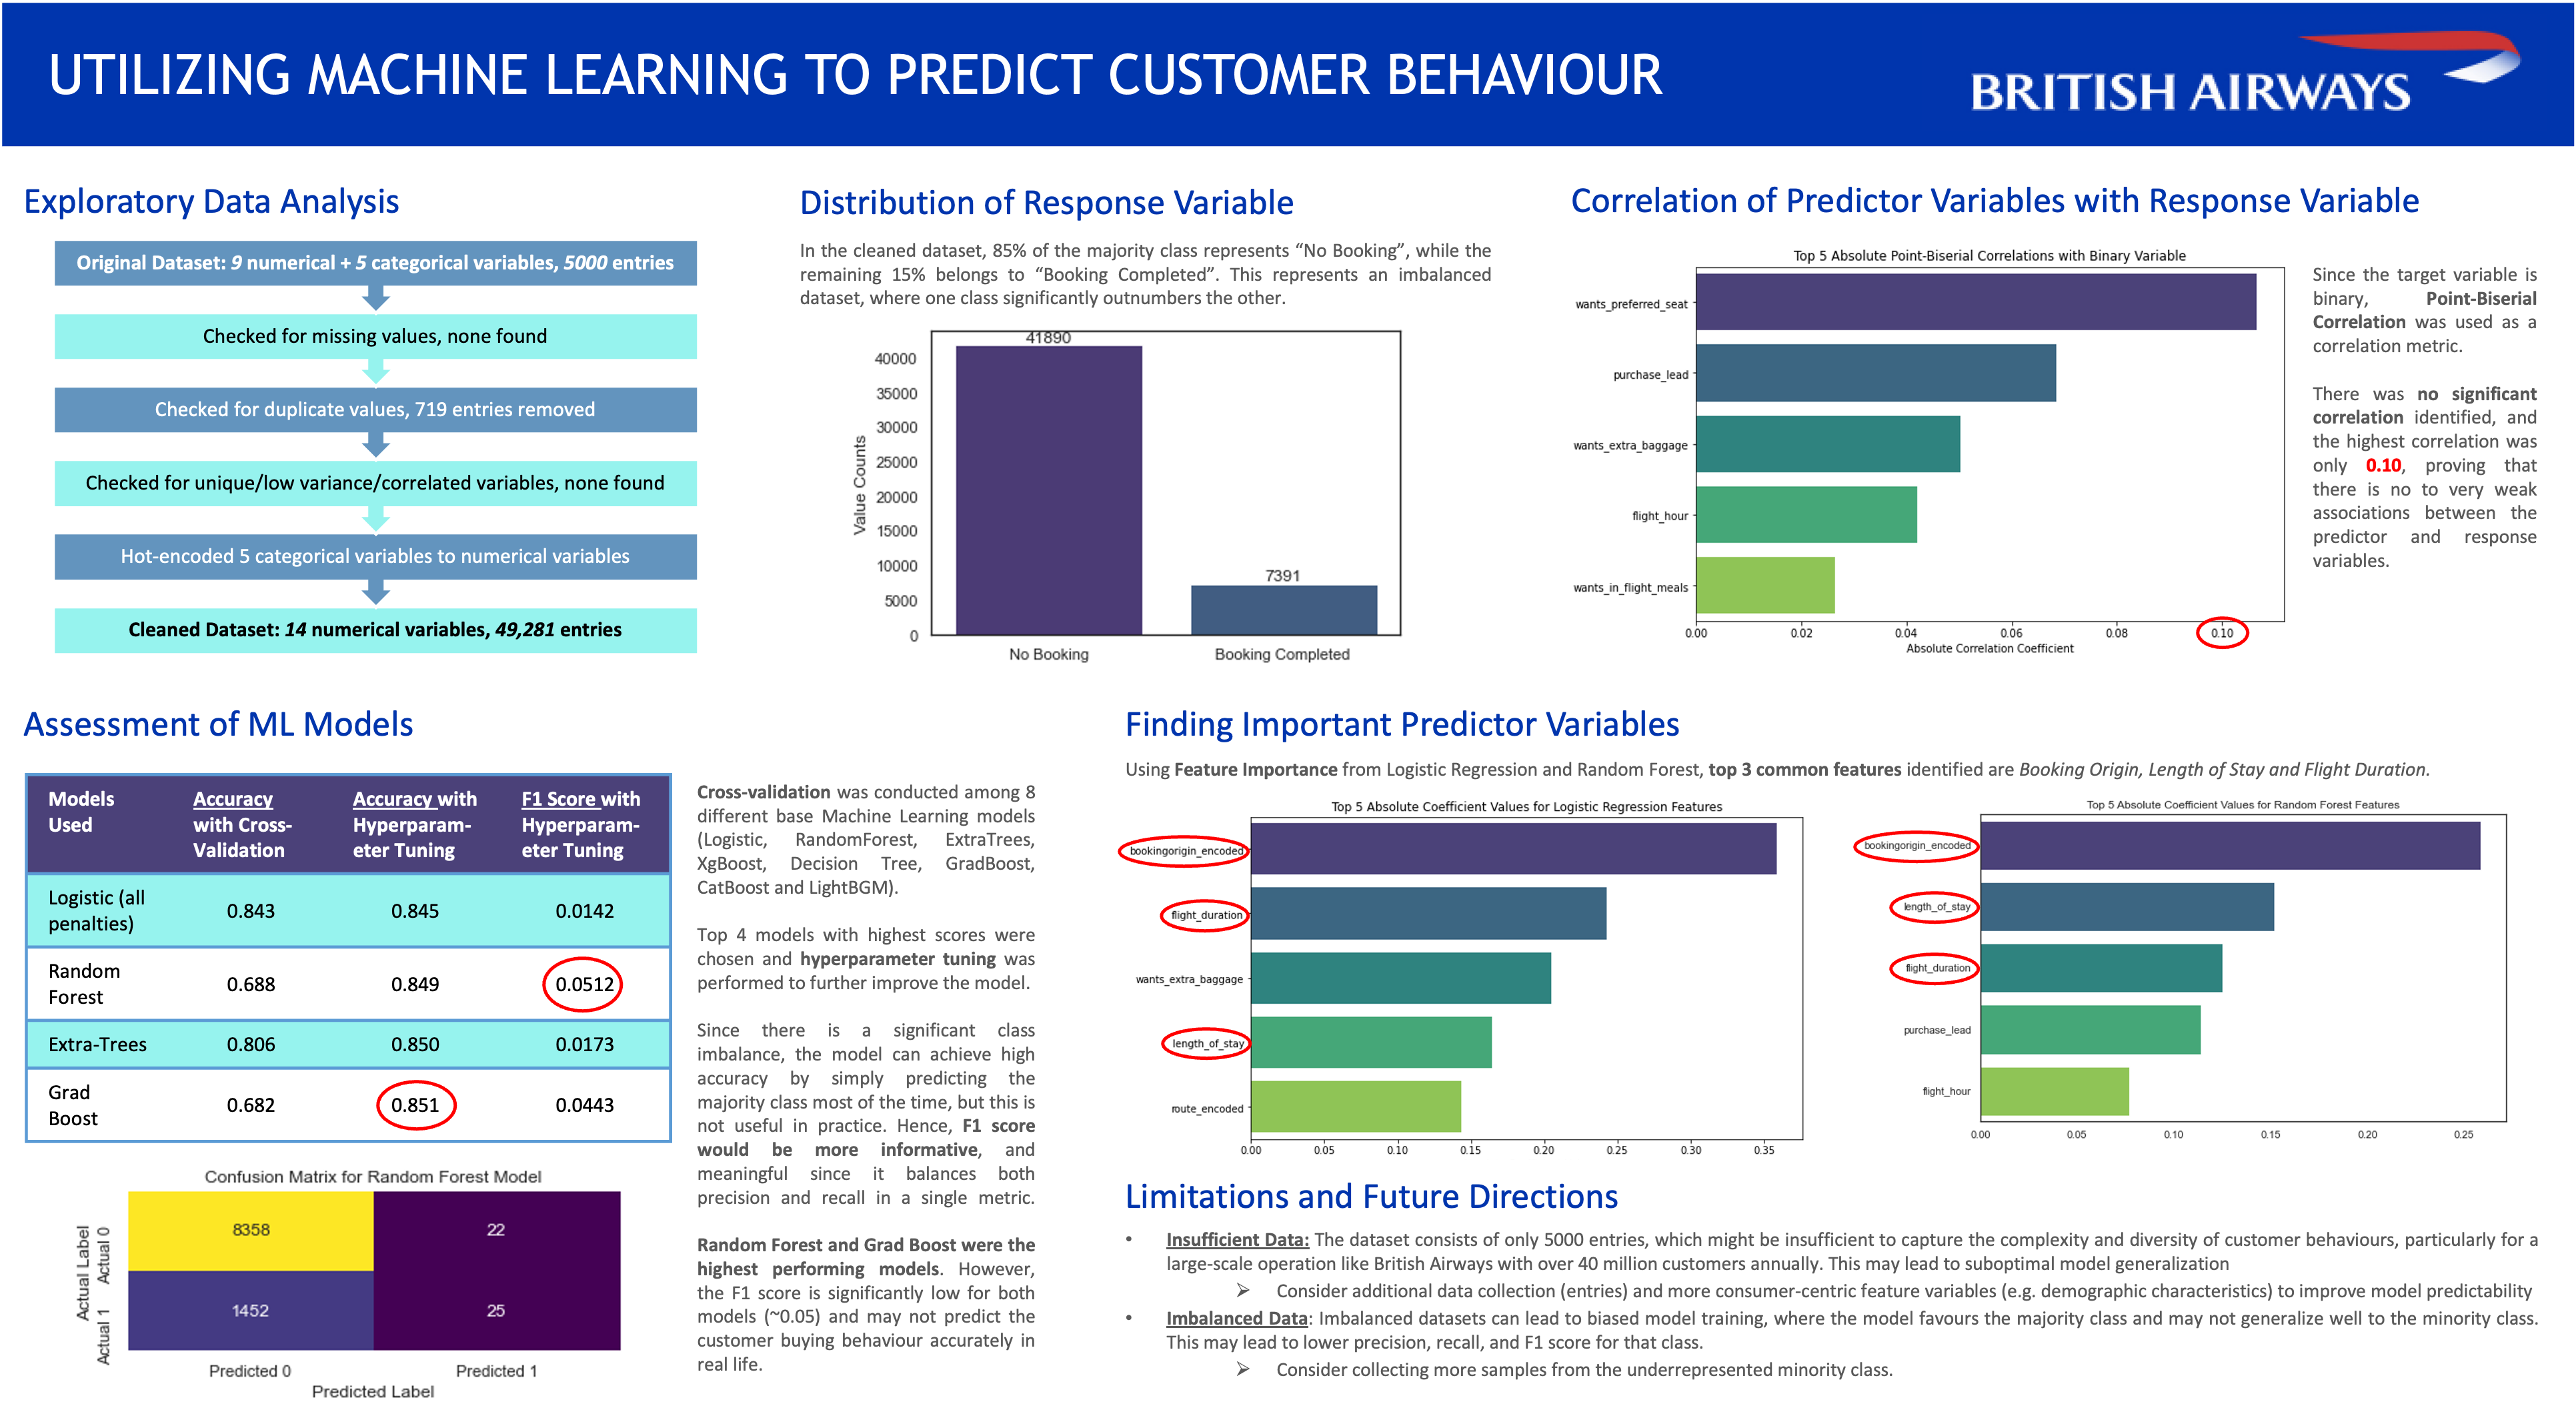 UTILIZING MACHINE LEARNING TO PREDICT CUSTOMER BEHAVIOUR
BRITISH AIRWAYS
Exploratory Data Analysis
Original Dataset: 9 numerical + 5 categorical variables, 5000 entries
Checked for missing values, none found
Checked for duplicate values, 719 entries removed
Checked for unique/low variance/correlated variables, none found
Hot-encoded 5 categorical variables to numerical variables
Cleaned Dataset: 14 numerical variables, 49,281 entries
Distribution of Response Variable
In the cleaned dataset, 85% of the majority class represents “No Booking”, while the
remaining 15% belongs to “Booking Completed”. This represents an imbalanced
dataset, where one class significantly outnumbers the other.
41890
7391
40000
35000
30000
25000
20000
15000
10000
5000
0
Value Counts
No Booking
Booking Completed
Correlation of Predictor Variables with Response Variable
Top 5 Absolute Point-Biserial Correlations with Binary Variable
wants_preferred_seat
purchase_lead
wants_extra_baggage
flight_hour
wants_in_flight_meals
0.00 0.02 0.04 0.06 0.08 0.10
Absolute Correlation Coefficient
Since the target variable is
binary, Point-Biserial
Correlation was used as a
correlation metric.
There was no significant
correlation identified, and
the highest correlation was
only 0.10, proving that
there is no to very weak
associations between the
predictor and response
variables.
Assessment of ML Models
Models
Used
Accuracy
with Cross-
Validation
Accuracy with
Hyperparam-
eter Tuning
F1 Score with
Hyperparam-
eter Tuning
Logistic (all
penalties)
0.843
0.845
0.0142
Random
Forest
0.688
0.849
0.0512
Extra-Trees
0.806
0.850
0.0173
Grad
Boost
0.682
0.851
0.0443
Confusion Matrix for Random Forest Model
8358
22
1452
25
Actual Label
Actual 0
Actual 1
Predicted 0
Predicted 1
Predicted Label
Cross-validation was conducted among 8
different base Machine Learning models
(Logistic, RandomForest, ExtraTrees,
XgBoost, Decision Tree, GradBoost,
CatBoost and LightBGM).
Top 4 models with highest scores were
chosen and hyperparameter tuning was
performed to further improve the model.
Since there is a significant class
imbalance, the model can achieve high
accuracy by simply predicting the
majority class most of the time, but this is
not useful in practice. Hence, F1 score
would be more informative, and
meaningful since it balances both
precision and recall in a single metric.
Random Forest and Grad Boost were the
highest performing models. However,
the F1 score is significantly low for both
models (~0.05) and may not predict the
customer buying behaviour accurately in
real life.
Finding Important Predictor Variables
Using Feature Importance from Logistic Regression and Random Forest, top 3 common features identified are Booking Origin, Length of Stay and Flight Duration.
Top 5 Absolute Coefficient Values for Logistic Regression Features
bookingorigin_encoded
flight_duration
wants_extra_baggage
length_of_stay
route_encoded
0.00 0.05 0.10 0.15 0.20 0.25 0.30 0.35
Top 5 Absolute Coefficient Values for Random Forest Features
bookingorigin_encoded
length_of_stay
flight_duration
purchase_lead
flight_hour
0.00 0.05 0.10 0.15 0.20 0.25
Limitations and Future Directions
• Insufficient Data: The dataset consists of only 5000 entries, which might be insufficient to capture the complexity and diversity of customer behaviours, particularly for a
large-scale operation like British Airways with over 40 million customers annually. This may lead to suboptimal model generalization
➢ Consider additional data collection (entries) and more consumer-centric feature variables (e.g. demographic characteristics) to improve model predictability
• Imbalanced Data: Imbalanced datasets can lead to biased model training, where the model favours the majority class and may not generalize well to the minority class.
This may lead to lower precision, recall, and F1 score for that class.
➢ Consider collecting more samples from the underrepresented minority class.